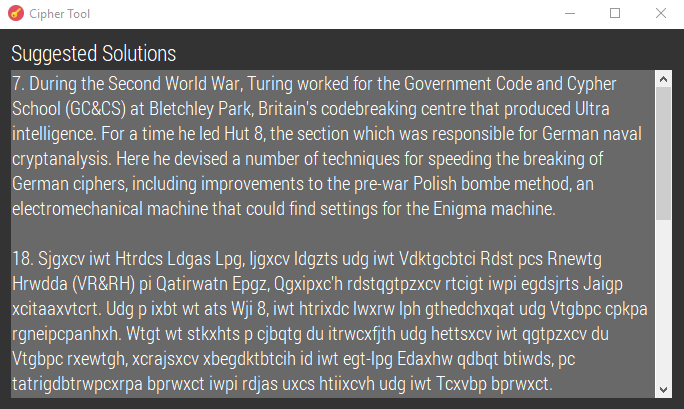 Cipher Tool
Suggested Solutions
7. During the Second World War, Turing worked for the Government Code and Cypher
School (GC&CS) at Bletchley Park, Britain's codebreaking centre that produced Ultra
intelligence. For a time he led Hut 8, the section which was responsible for German naval
cryptanalysis. Here he devised a number of techniques for speeding the breaking of
German ciphers, including improvements to the pre-war Polish bombe method, an
electromechanical machine that could find settings for the Enigma machine.
18. Sjgxcv iwt Htrdcs Ldgas Lpg, Ijgxcv ldgzts udg iwt Vdktgcbtci Rdst pcs Rnewtg
Hrwdda (VR&RH) pi Qatirwatn Epgz, Qgxipxc'h rdstqgtpzxcv rtcigt iwpi egdsjrts Jaigp
xcitaaxvtcrt. Udg p ixbt wt ats Wji 8, iwt htrixdc lwxrw lph gthedchxqat udg Vtgbpc cpkpa
rgneipcpanhxh. Wtgt wt stkxhts p cjbqtg du itrwcxfjth udg hettsxcv iwt qgtpzxcv du
Vtgbpc rxewtgh, xcrajsxcv xbegdktbtcih id iwt egt-lpg Edaxhw qdbqt btiwds, pc
tatrigdbtrwpcxrpa bprwxct iwpi rdjas uxcs htiixcvh udg iwt Tcxvbp bprwxct.